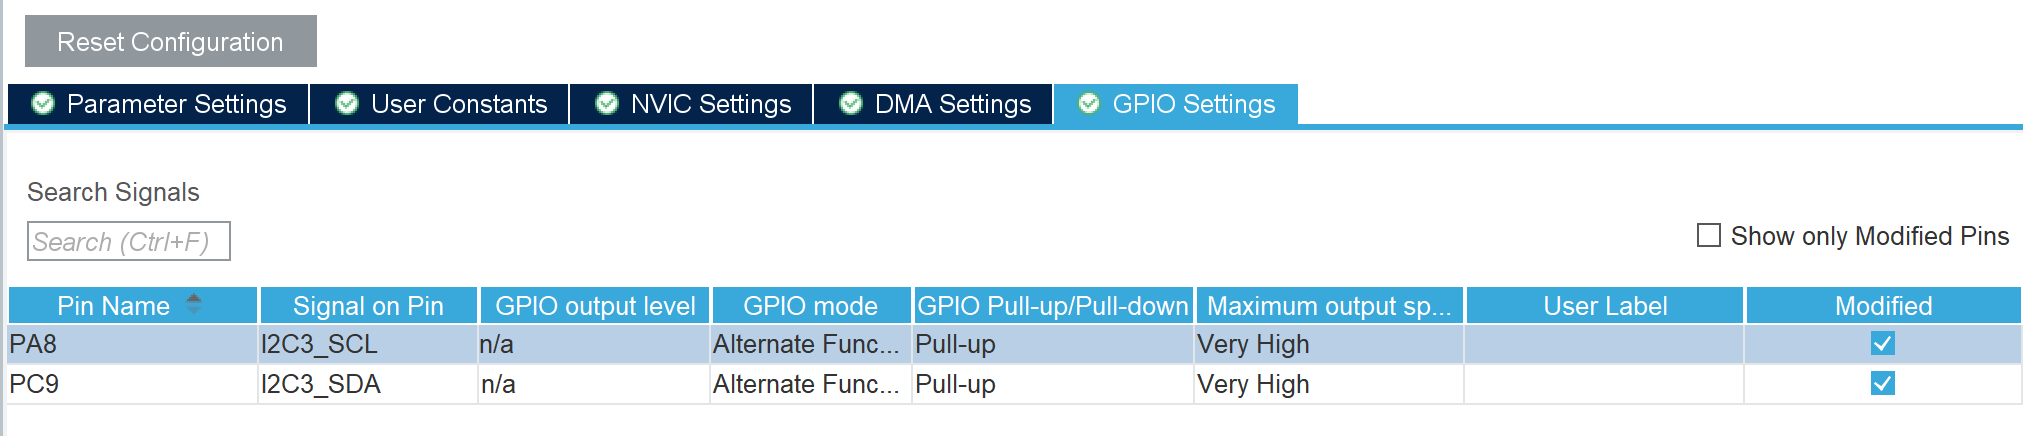 Reset Configuration
Parameter Settings User Constants NVIC Settings DMA Settings GPIO Settings
Search Signals
Search (Ctrl+F)
Show only Modified Pins
Pin Name Signal on Pin GPIO output level GPIO mode GPIO Pull-up/Pull-down Maximum output sp... User Label Modified
PA8 I2C3_SCL n/a Alternate Func... Pull-up Very High
PC9 I2C3_SDA n/a Alternate Func... Pull-up Very High